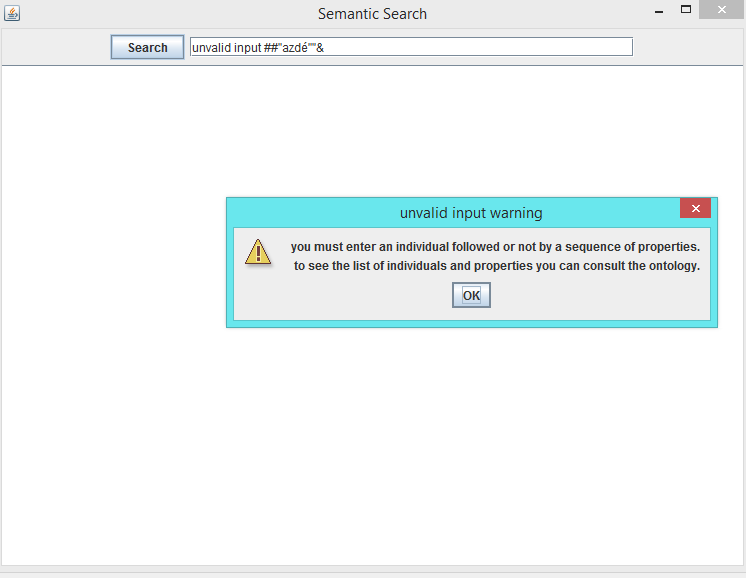 Semantic Search
Search unvalid input ##"azdé""&
unvalid input warning
you must enter an individual followed or not by a sequence of properties.
to see the list of individuals and properties you can consult the ontology.
OK